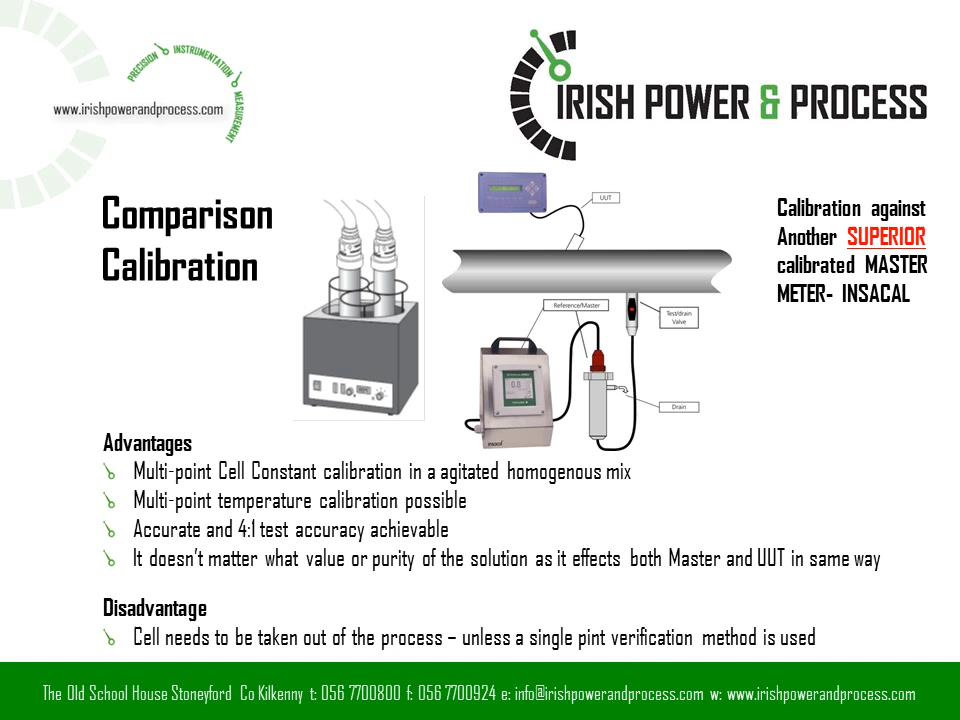 PRECISION INSTRUMENTATION MEASUREMENT
www.irishpowerandprocess.com
IRISH POWER & PROCESS
Comparison
Calibration
UUT
Reference/Master
Test/drain
Valve
0.8
insacal
Drain
Calibration against
Another SUPERIOR
calibrated MASTER
METER- INSACAL
Advantages
Multi-point Cell Constant calibration in a agitated homogenous mix
Multi-point temperature calibration possible
Accurate and 4:1 test accuracy achievable
It doesn't matter what value or purity of the solution as it effects both Master and UUT in same way
Disadvantage
Cell needs to be taken out of the process – unless a single pint verification method is used
The Old School House Stoneyford Co Kilkenny t: 056 7700800 f: 056 7700924 e: info@irishpowerandprocess.com w: www.irishpowerandprocess.com